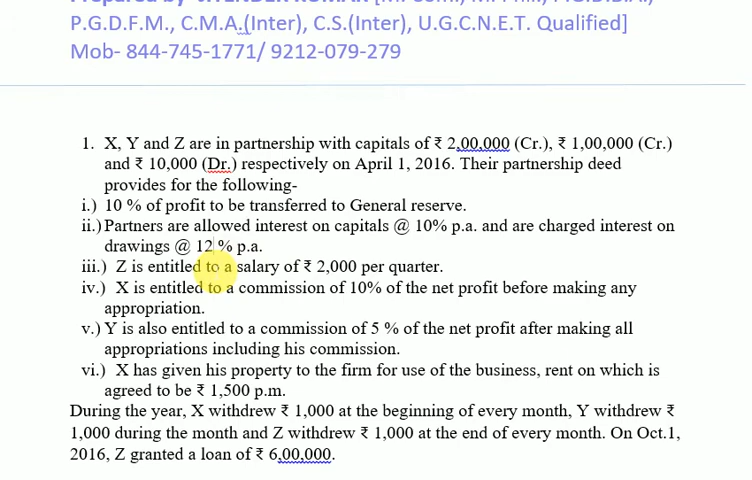 P.G.D.F.M., C.M.A.(Inter), C.S.(Inter), U.G.C.N.E.T. Qualified]
Mob- 844-745-1771/ 9212-079-279
1. X, Y and Z are in partnership with capitals of ₹ 2,00,000 (Cr.), ₹ 1,00,000 (Cr.)
and ₹ 10,000 (Dr.) respectively on April 1, 2016. Their partnership deed
provides for the following-
i.) 10 % of profit to be transferred to General reserve.
ii.) Partners are allowed interest on capitals @ 10% p.a. and are charged interest on
drawings @ 12 % p.a.
iii.) Z is entitled to a salary of ₹ 2,000 per quarter.
iv.) X is entitled to a commission of 10% of the net profit before making any
appropriation.
v.) Y is also entitled to a commission of 5 % of the net profit after making all
appropriations including his commission.
vi.) X has given his property to the firm for use of the business, rent on which is
agreed to be ₹ 1,500 p.m.
During the year, X withdrew ₹ 1,000 at the beginning of every month, Y withdrew ₹
1,000 during the month and Z withdrew ₹ 1,000 at the end of every month. On Oct.1,
2016, Z granted a loan of ₹ 6,00,000.